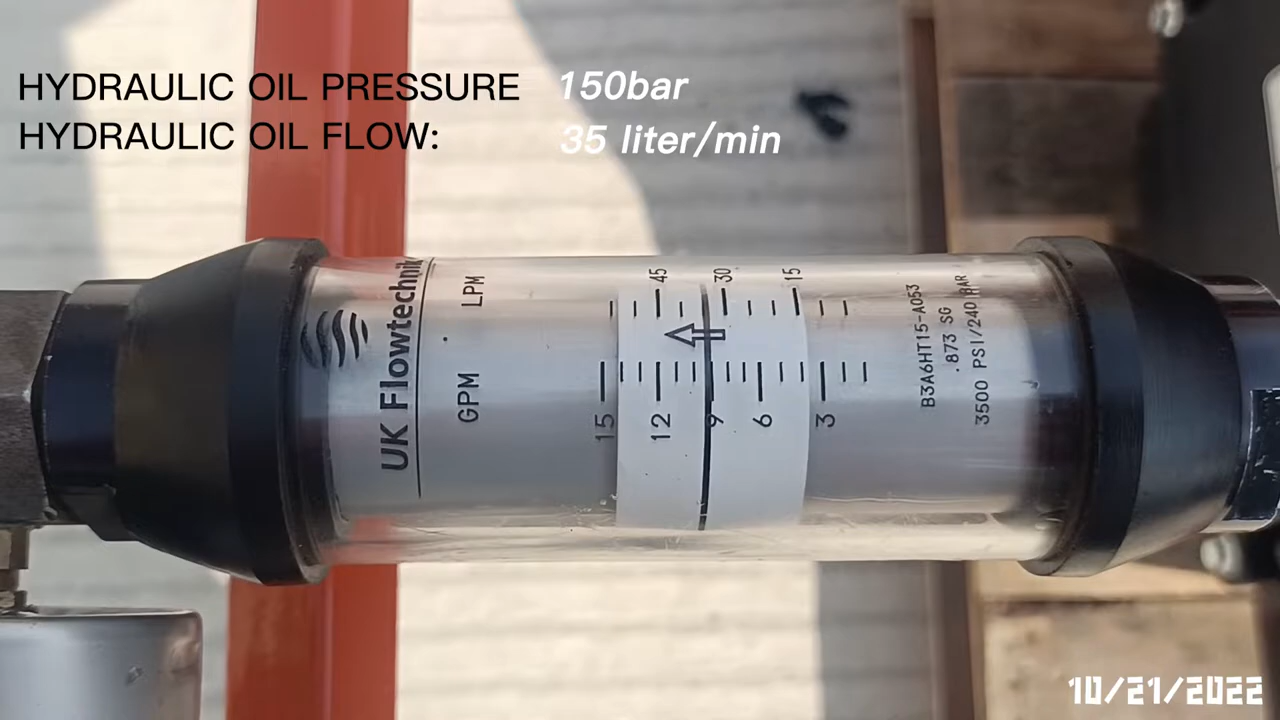 HYDRAULIC OIL PRESSURE 150bar
HYDRAULIC OIL FLOW: 35 liter/min
UK Flowtechnik
LPM
GPM
45 30 15
15 12 9 6 3
B3A6HT15-A053
.873 SG
3500 PSI/240 BAR
10/21/2022